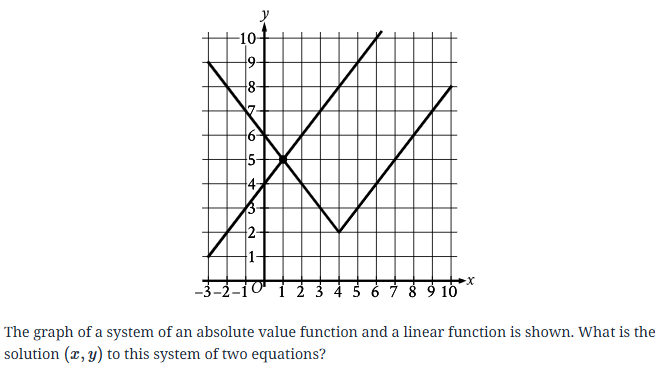 y
10
9
8
7
6
5
4
3
2
1
-3 -2 -1 O 1 2 3 4 5 6 7 8 9 10 x
The graph of a system of an absolute value function and a linear function is shown. What is the
solution (x, y) to this system of two equations?